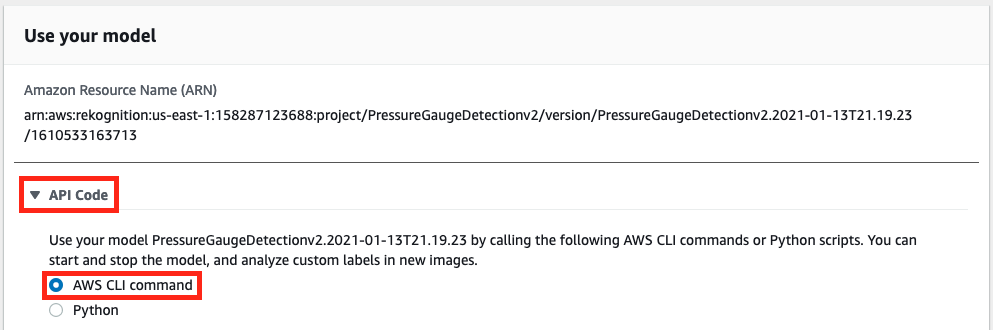 Use your model
Amazon Resource Name (ARN)
arn:aws:rekognition:us-east-1:158287123688:project/PressureGaugeDetectionv2/version/PressureGaugeDetectionv2.2021-01-13T21.19.23
/1610533163713
API Code
Use your model PressureGaugeDetectionv2.2021-01-13T21.19.23 by calling the following AWS CLI commands or Python scripts. You can
start and stop the model, and analyze custom labels in new images.
AWS CLI command
Python